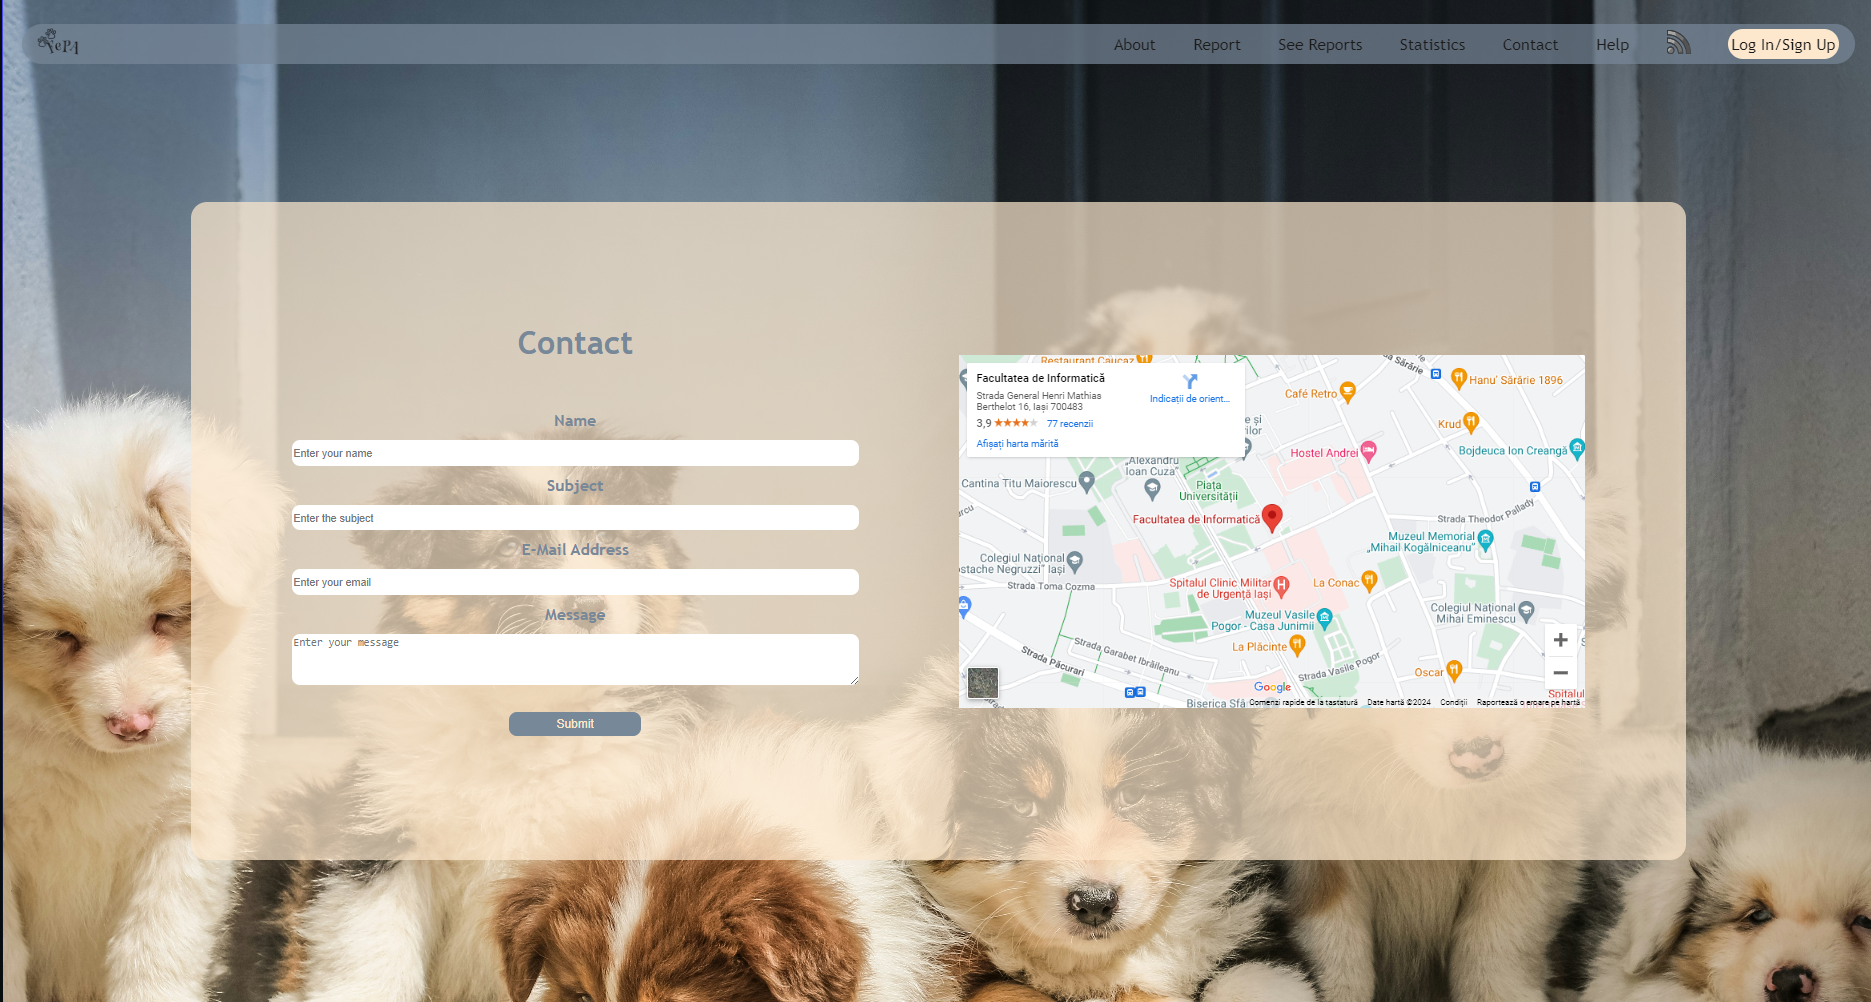 YePA
About
Report
See Reports
Statistics
Contact
Help
Log In/Sign Up
Contact
Name
Enter your name
Subject
Enter the subject
E-Mail Address
Enter your email
Message
Enter your message
Submit
Restaurant Caucaz
Strada Sărărie
Hanu' Sărărie 1896
Facultatea de Informatică
Strada General Henri Mathias
Berthelot 16, Iași 700483
3,9
77 recenzii
Afișați harta mărită
Indicații de orient...
Café Retro
Krud
Bojdeuca Ion Creangă
Hostel Andrei
„Alexandru
Ioan Cuza”
Cantina Titu Maiorescu
Piața
Universității
Facultatea de Informatică
Strada Theodor Pallady
Muzeul Memorial
„Mihail Kogălniceanu”
Colegiul Național
ostache Negruzzi” Iași
Strada Toma Cozma
Spitalul Clinic Militar
de Urgență Iași
La Conac
Colegiul Național
Mihai Eminescu
Muzeul Vasile
Pogor - Casa Junimii
La Plăcinte
Strada Garabet Ibrăileanu
Strada Păcurari
Strada Vasile Pogor
Oscar
Spitalul
Google
Biserica Sfâ
Comenzi rapide de la tastatură
Date hartă ©2024
Condiții
Raportează o eroare pe hartă